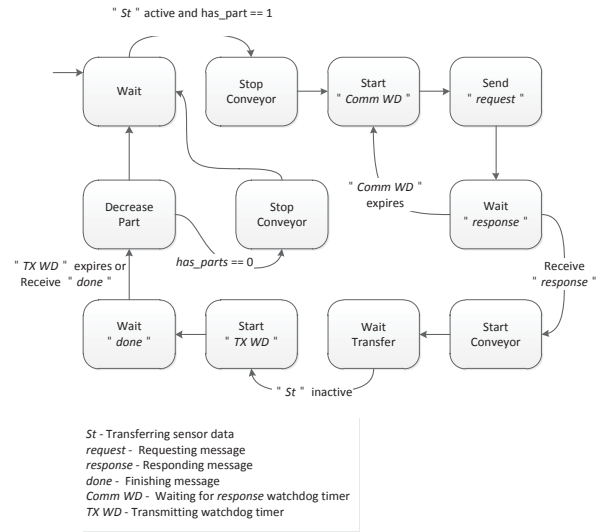 " St " active and has_part == 1
Wait
Stop
Conveyor
Start
" Comm WD "
Send
" request "
" Comm WD "
expires
Decrease
Part
Stop
Conveyor
Wait
" response "
has_parts == 0
" TX WD " expires or
Receive " done "
Receive
" response "
Wait
" done "
Start
" TX WD "
Wait
Transfer
Start
Conveyor
" St " inactive
St - Transferring sensor data
request - Requesting message
response - Responding message
done - Finishing message
Comm WD - Waiting for response watchdog timer
TX WD - Transmitting watchdog timer